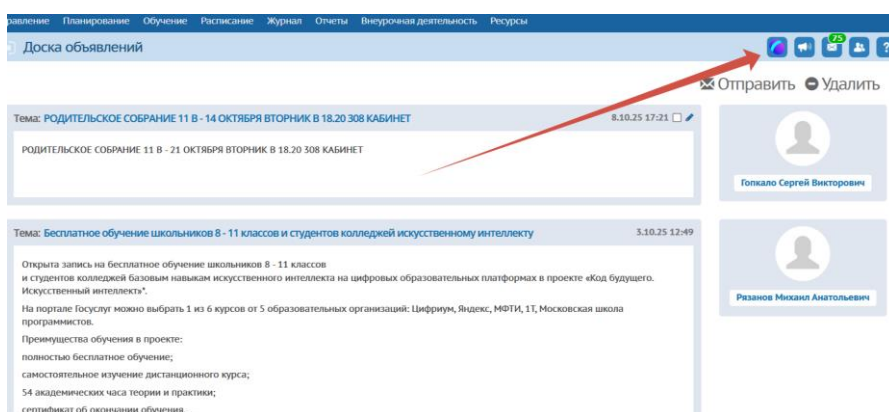 равление Планирование Обучение Расписание Журнал Отчеты Внеурочная деятельность Ресурсы
Доска объявлений
75
?
Отправить Удалить
Тема: РОДИТЕЛЬСКОЕ СОБРАНИЕ 11 В - 14 ОКТЯБРЯ ВТОРНИК В 18.20 308 КАБИНЕТ 8.10.25 17:21
РОДИТЕЛЬСКОЕ СОБРАНИЕ 11 В - 21 ОКТЯБРЯ ВТОРНИК В 18.20 308 КАБИНЕТ
Гопкало Сергей Викторович
Тема: Бесплатное обучение школьников 8 - 11 классов и студентов колледжей искусственному интеллекту 3.10.25 12:49
Открыта запись на бесплатное обучение школьников 8 - 11 классов
и студентов колледжей базовым навыкам искусственного интеллекта на цифровых образовательных платформах в проекте «Код будущего.
Искусственный интеллект».
На портале Госуслуг можно выбрать 1 из 6 курсов от 5 образовательных организаций: Цифриум, Яндекс, МФТИ, 1Т, Московская школа
программистов.
Преимущества обучения в проекте:
полностью бесплатное обучение;
самостоятельное изучение дистанционного курса;
54 академических часа теории и практики;
сертификат об окончании обучения
Рязанов Михаил Анатольевич